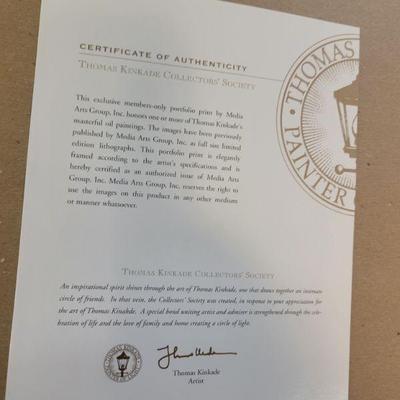 CERTIFICATE OF AUTHENTICITY
THOMAS KINKADE COLLECTORS' SOCIETY
This exclusive members-only portfolio print by Media
Arts Group, Inc. honors one or more of Thomas Kinkade's
masterful oil paintings. The images have been previously
published by Media Arts Group, Inc. as full size limited
edition lithographs. This portfolio print is elegantly
framed according to the artist's specifications and is
hereby certified as an authorized issue of Media Arts
Group, Inc. Media Arts Group, Inc. reserves the right to
use the images on this product in any other medium
or manner whatsoever.
THOMAS
PAINTER
THOMAS KINKADE COLLECTORS' SOCIETY
An inspirational spirit shines through the art of Thomas Kinkade, one that draws together an intimate
circle of friends. In that vein, the Collectors' Society was created, in response to your appreciation for
the art of Thomas Kinkade. A special bond uniting artist and admirer is strengthened through the cele-
bration of life and the love of family and home creating a circle of light.
THOMAS KINKADE
PAINTER OF LIGHT
Thomas Kinkade
Artist